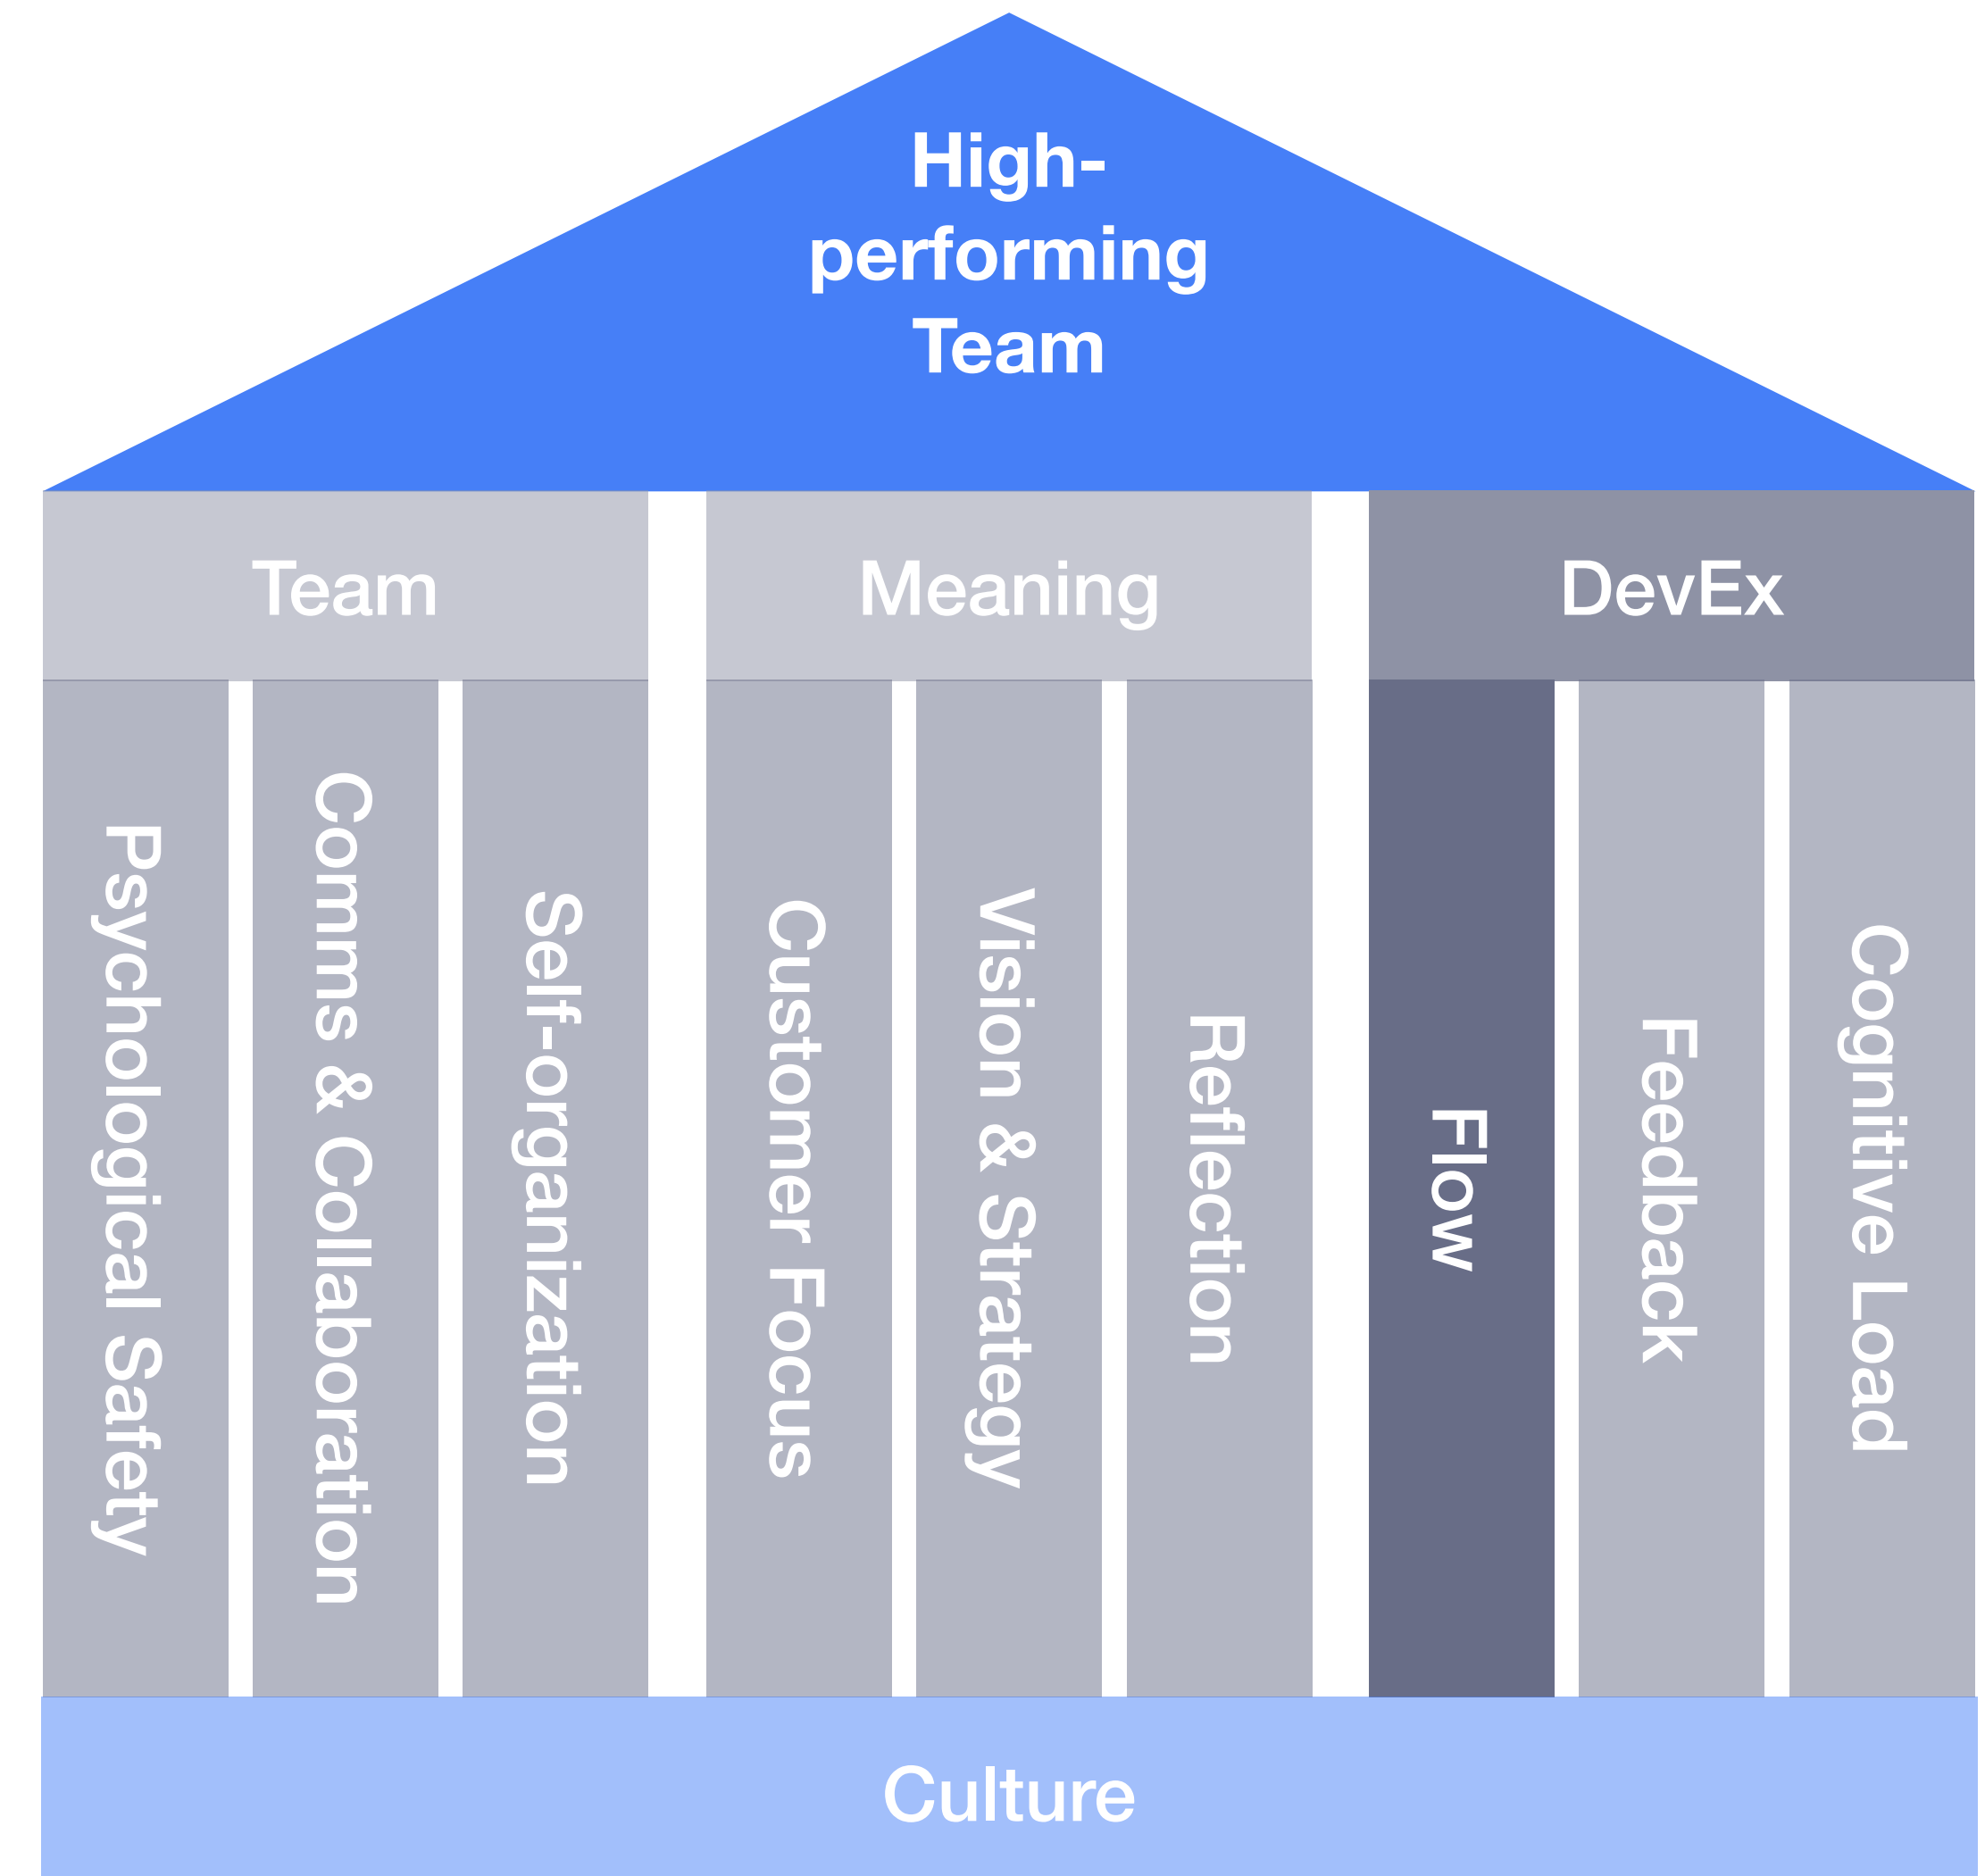 High-
performing
Team
Team
Meaning
DevEx
Psychological Safety
Comms & Collaboration
Self-organization
Customer Focus
Vision & Strategy
Reflection
Flow
Feedback
Cognitive Load
Culture